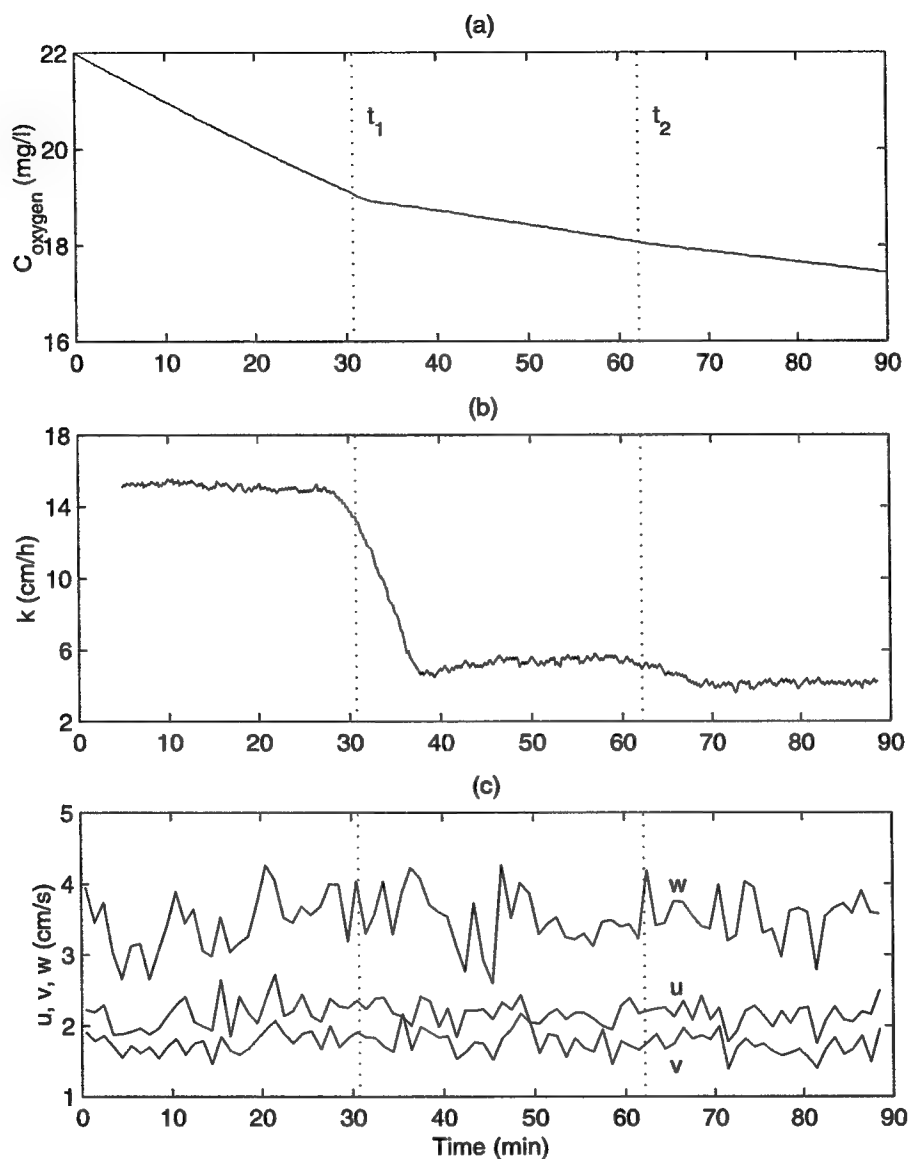 (a)
22
20
18
16
C_oxygen (mg/l)
t_1
t_2
0 10 20 30 40 50 60 70 80 90
(b)
18
14
10
6
2
k (cm/h)
0 10 20 30 40 50 60 70 80 90
(c)
5
4
3
2
1
u, v, w (cm/s)
w
u
v
0 10 20 30 40 50 60 70 80 90
Time (min)